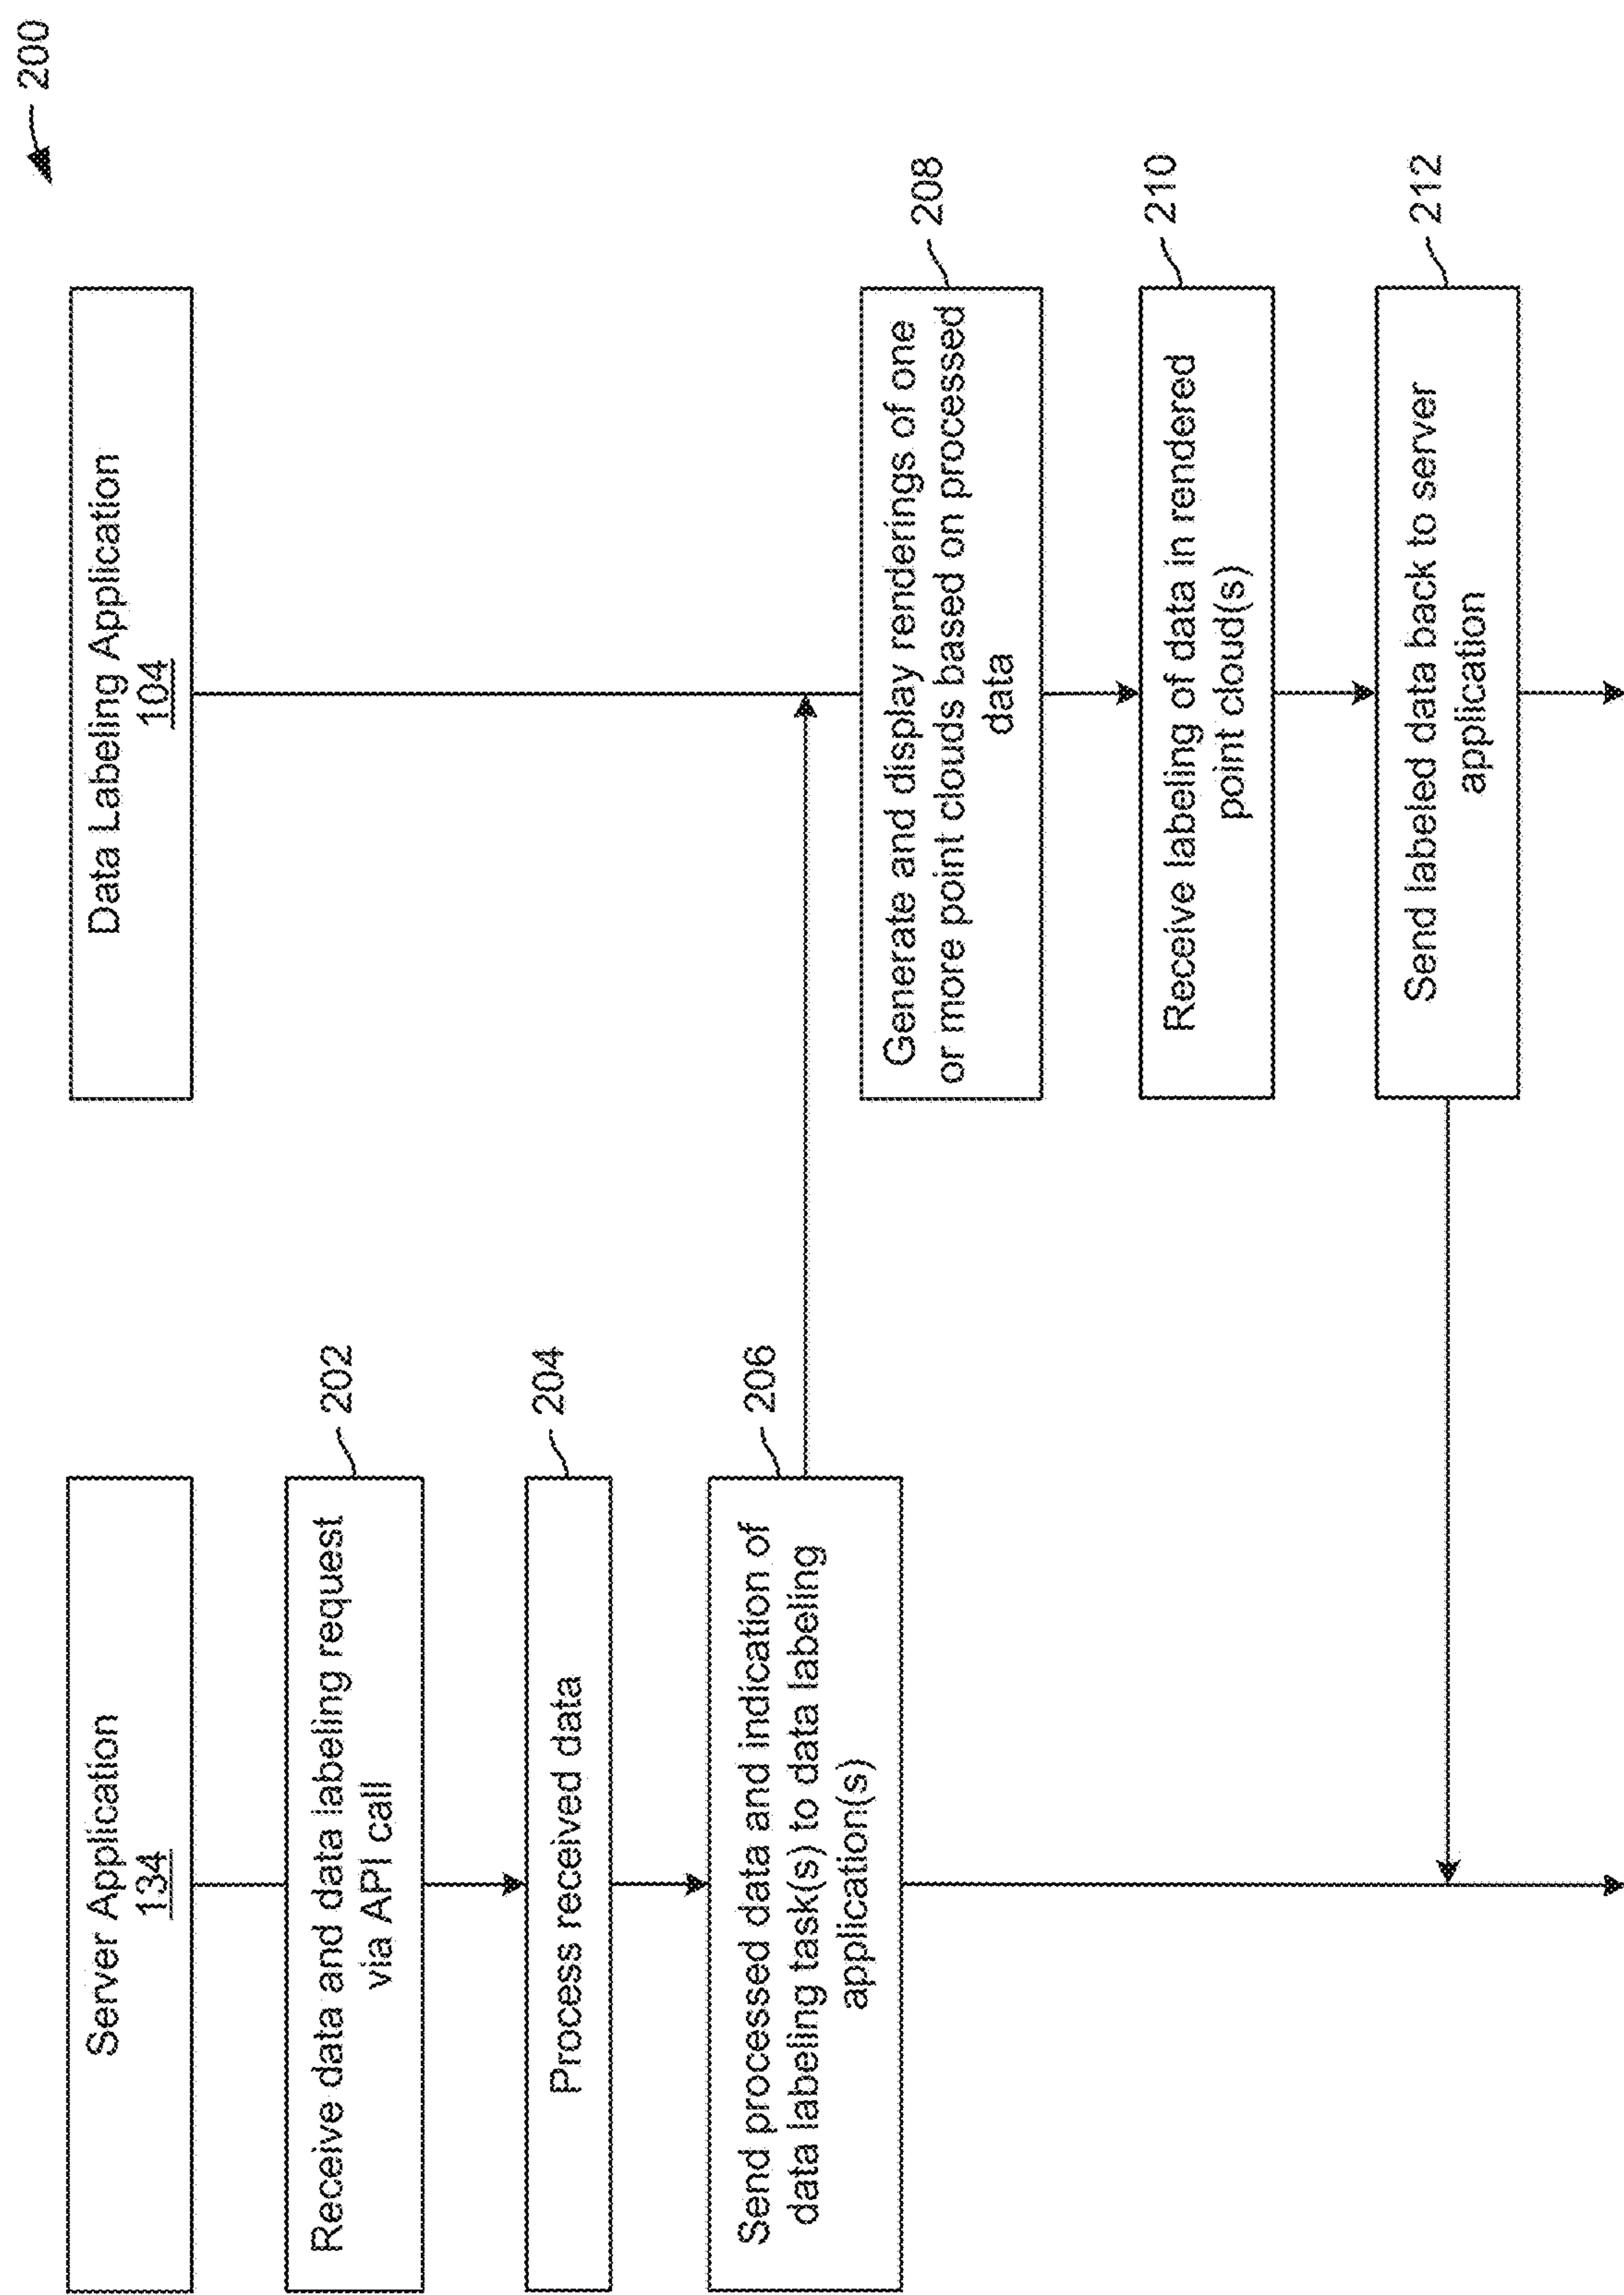 200
Server Application
134
Data Labeling Application
104
Receive data and data labeling request
via API call
202
Process received data
204
Send processed data and indication of
data labeling task(s) to data labeling
application(s)
206
Generate and display renderings of one
or more point clouds based on processed
data
208
Receive labeling of data in rendered
point cloud(s)
210
Send labeled data back to server
application
212